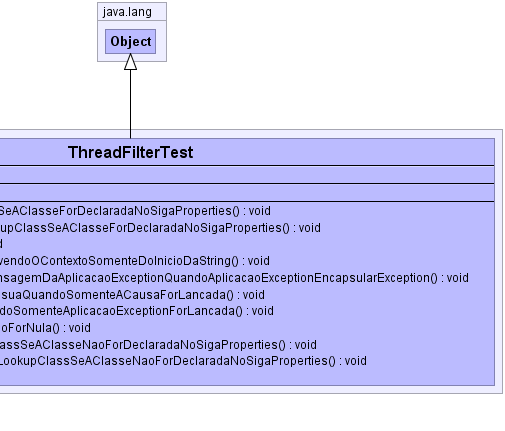 java.lang
Object
ThreadFilterTest
SeAClasseForDeclaradaNoSigaProperties() : void
upClassSeAClasseForDeclaradaNoSigaProperties() : void
d
vendoOContextoSomenteDoInicioDaString() : void
nsagemDaAplicacaoExceptionQuandoAplicacaoExceptionEncapsularException() : void
suaQuandoSomenteACausaForLancada() : void
doSomenteAplicacaoExceptionForLancada() : void
oForNula() : void
lassSeAClasseNaoForDeclaradaNoSigaProperties() : void
LookupClassSeAClasseNaoForDeclaradaNoSigaProperties() : void